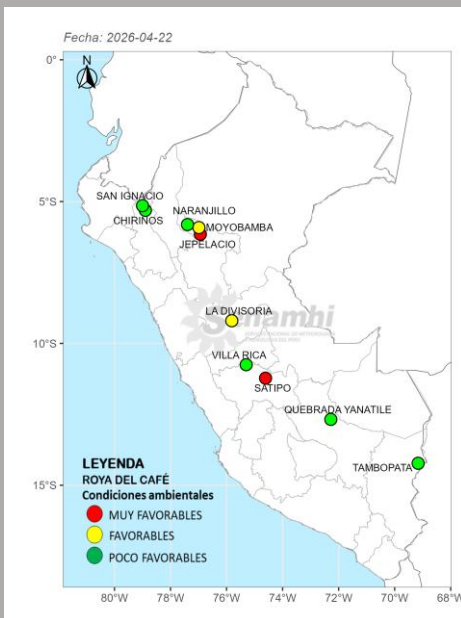 Fecha: 2026-04-22
N
0°
5°S
10°S
15°S
SAN IGNACIO
CHIRINOS
NARANJILLO
MOYOBAMBA
JEPELACIO
LA DIVISORIA
Senamhi
VILLA RICA
SATIPO
QUEBRADA YANATILE
TAMBOPATA
LEYENDA
ROYA DEL CAFÉ
Condiciones ambientales
MUY FAVORABLES
FAVORABLES
POCO FAVORABLES
80°W 78°W 76°W 74°W 72°W 70°W 68°W